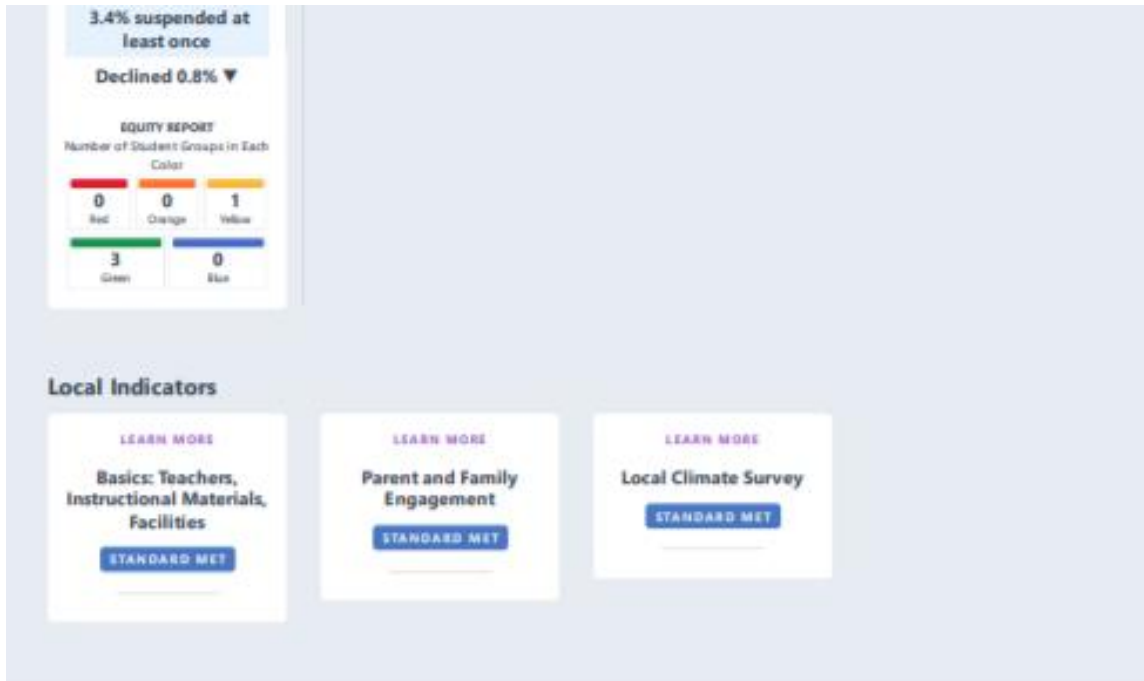 3.4% suspended at
least once
Declined 0.8% ▼
EQUITY REPORT
Number of Student Groups in Each
Color
0
Red
0
Orange
1
Yellow
3
Green
0
Blue
Local Indicators
LEARN MORE
Basics: Teachers,
Instructional Materials,
Facilities
STANDARD MET
LEARN MORE
Parent and Family
Engagement
STANDARD MET
LEARN MORE
Local Climate Survey
STANDARD MET